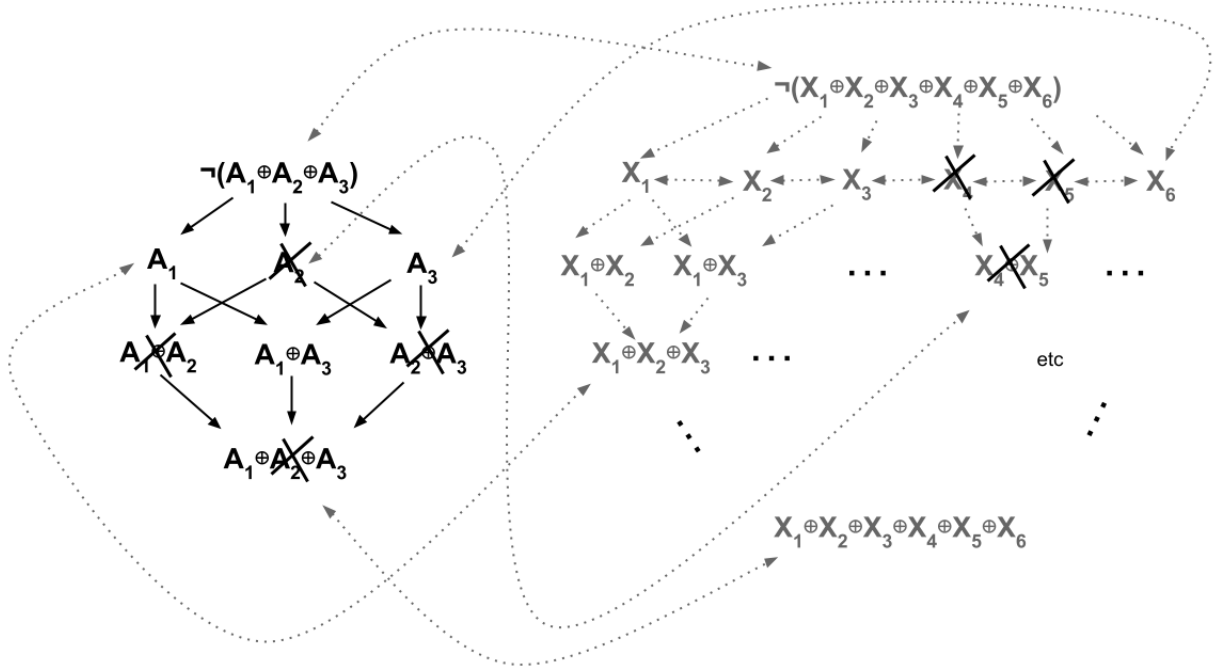 ¬(X₁⊕X₂⊕X₃⊕X₄⊕X₅⊕X₆)
¬(A₁⊕A₂⊕A₃)
X₁ X₂ X₃ X₄ X₅ X₆
A₁ A₂ A₃
X₁⊕X₂ X₁⊕X₃ ... X₄⊕X₅ ...
A₁⊕A₂ A₁⊕A₃ A₂⊕A₃
X₁⊕X₂⊕X₃ ... etc
A₁⊕A₂⊕A₃
X₁⊕X₂⊕X₃⊕X₄⊕X₅⊕X₆